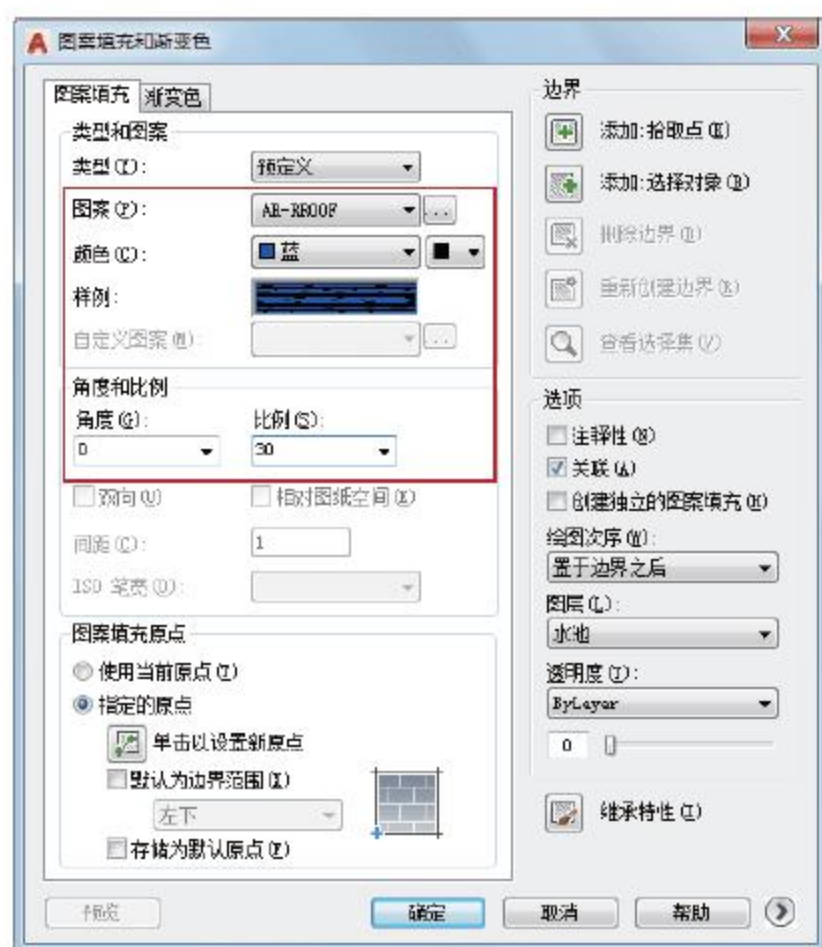 图案填充和渐变色
图案填充 渐变色
类型和图案
类型(Y): 预定义
图案(P): AR-RROOF ...
颜色(C): 蓝
样例:
自定义图案(M): ...
角度和比例
角度(G): 比例(S):
0 30
双向(U) 相对图纸空间(E)
间距(C): 1
ISO 笔宽(O):
图案填充原点
使用当前原点(T)
指定的原点
单击以设置新原点
默认为边界范围(X)
左下
存储为默认原点(F)
预览
边界
添加:拾取点(K)
添加:选择对象(B)
删除边界(D)
重新创建边界(R)
查看选择集(V)
选项
注释性(N)
关联(A)
创建独立的图案填充(H)
绘图次序(W):
置于边界之后
图层(L):
水池
透明度(T):
ByLayer
0
继承特性(I)
确定 取消 帮助